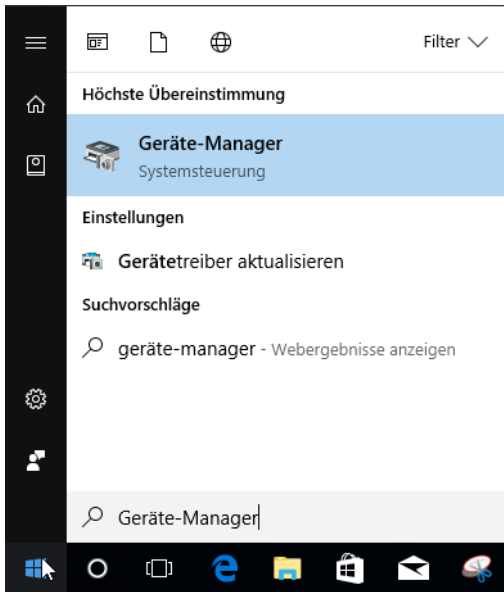 Filter
Höchste Übereinstimmung
Geräte-Manager
Systemsteuerung
Einstellungen
Gerätetreiber aktualisieren
Suchvorschläge
geräte-manager - Webergebnisse anzeigen
Geräte-Manager